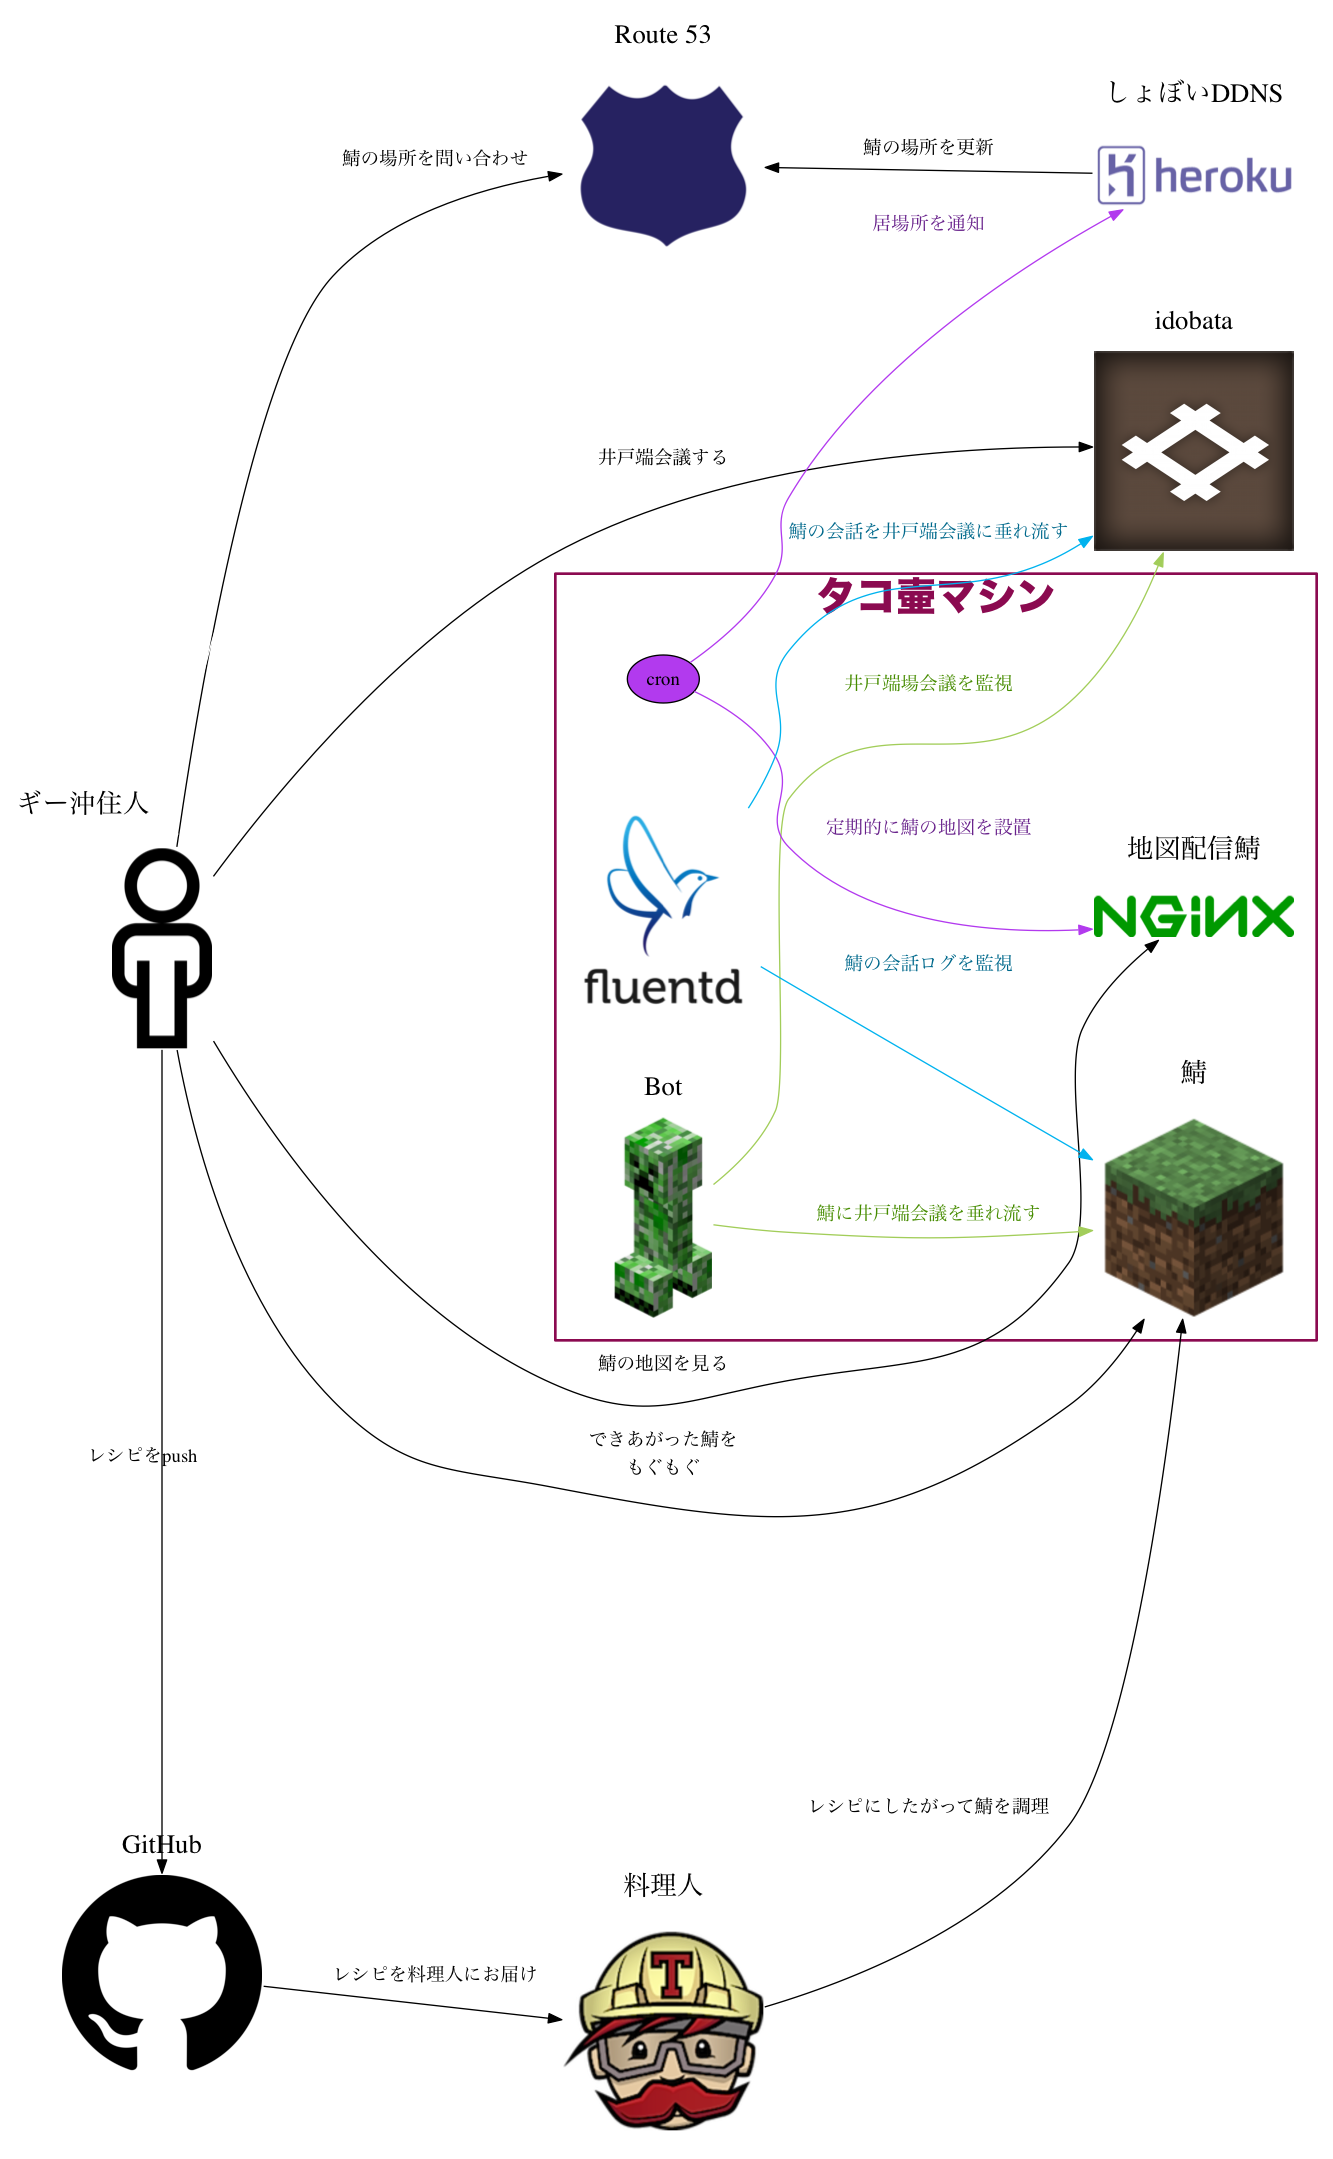 Route 53
しょぼいDDNS
鯖の場所を問い合わせ
鯖の場所を更新
heroku
居場所を通知
idobata
井戸端会議する
鯖の会話を井戸端会議に垂れ流す
タコ壷マシン
cron
井戸端場会議を監視
ギー沖住人
定期的に鯖の地図を設置
地図配信鯖
NGiNX
鯖の会話ログを監視
fluentd
鯖
Bot
鯖に井戸端会議を垂れ流す
鯖の地図を見る
できあがった鯖を
もぐもぐ
レシピをpush
レシピにしたがって鯖を調理
GitHub
料理人
レシピを料理人にお届け
T